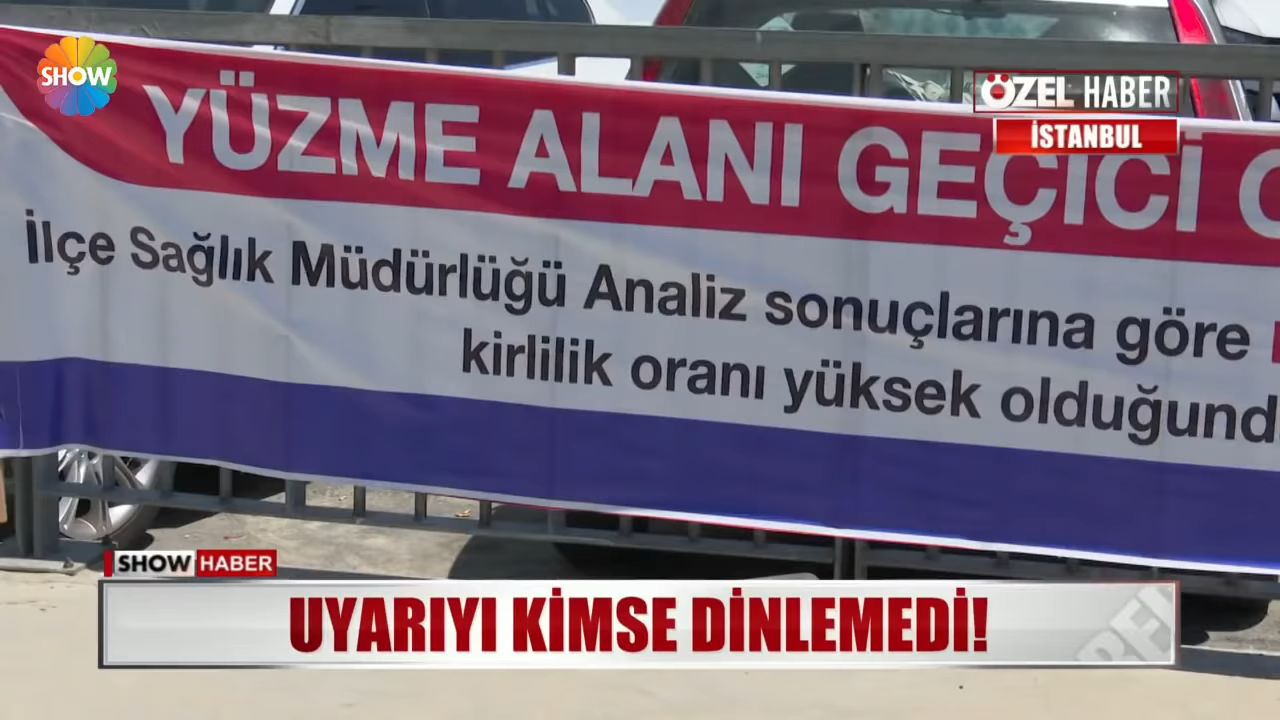 SHOW
ÖZEL HABER
İSTANBUL
YÜZME ALANI GEÇİCİ
İlçe Sağlık Müdürlüğü Analiz sonuçlarına göre
kirlilik oranı yüksek
SHOW HABER
UYARIYI KİMSE DİNLEMEDİ!